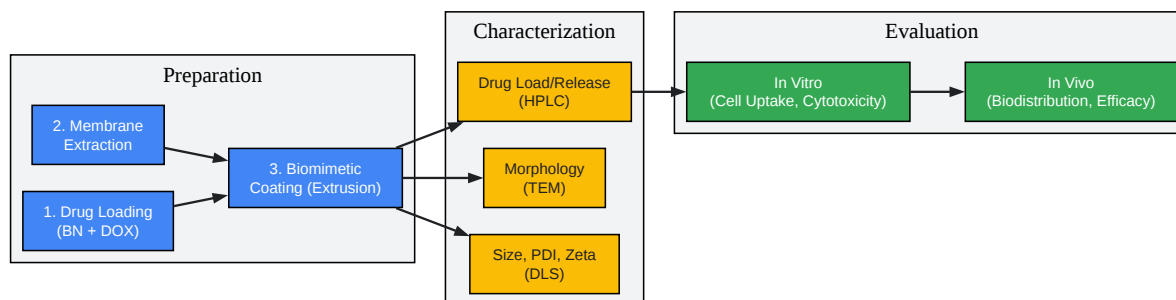 Preparation
2. Membrane
Extraction
1. Drug Loading
(BN + DOX)
3. Biomimetic
Coating (Extrusion)
Characterization
Drug Load/Release
(HPLC)
Morphology
(TEM)
Size, PDI, Zeta
(DLS)
Evaluation
In Vitro
(Cell Uptake, Cytotoxicity)
In Vivo
(Biodistribution, Efficacy)